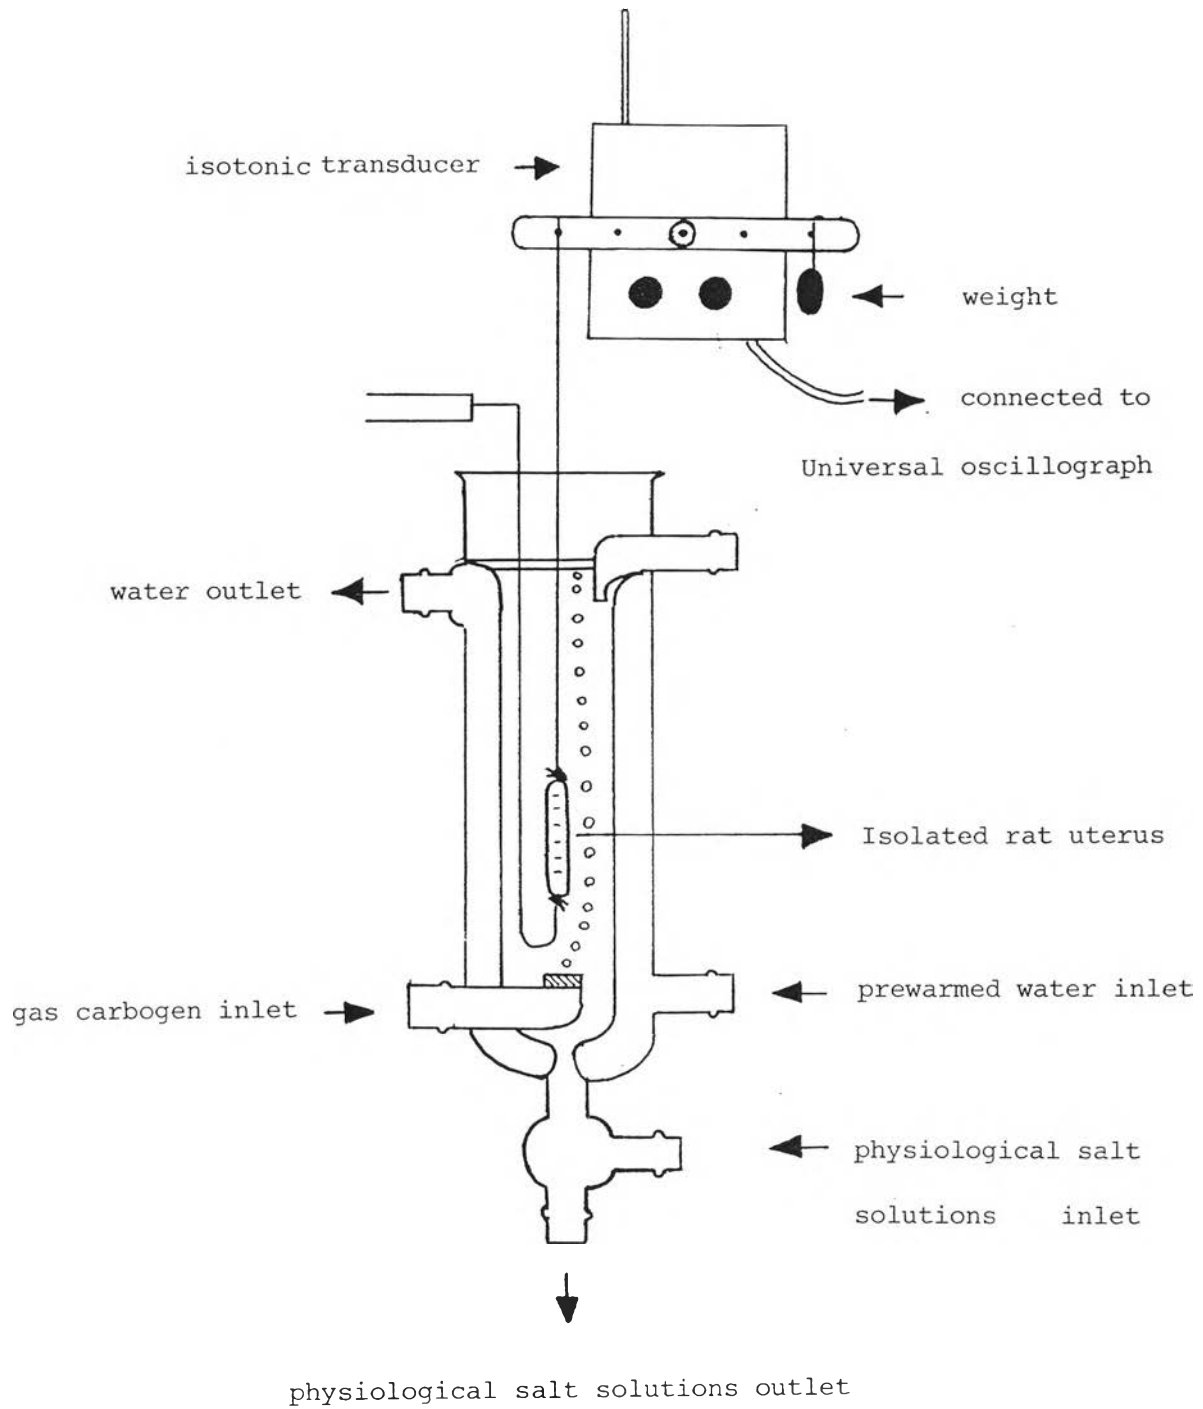 isotonic transducer
weight
connected to
Universal oscillograph
water outlet
Isolated rat uterus
prewarmed water inlet
gas carbogen inlet
physiological salt
solutions inlet
physiological salt solutions outlet